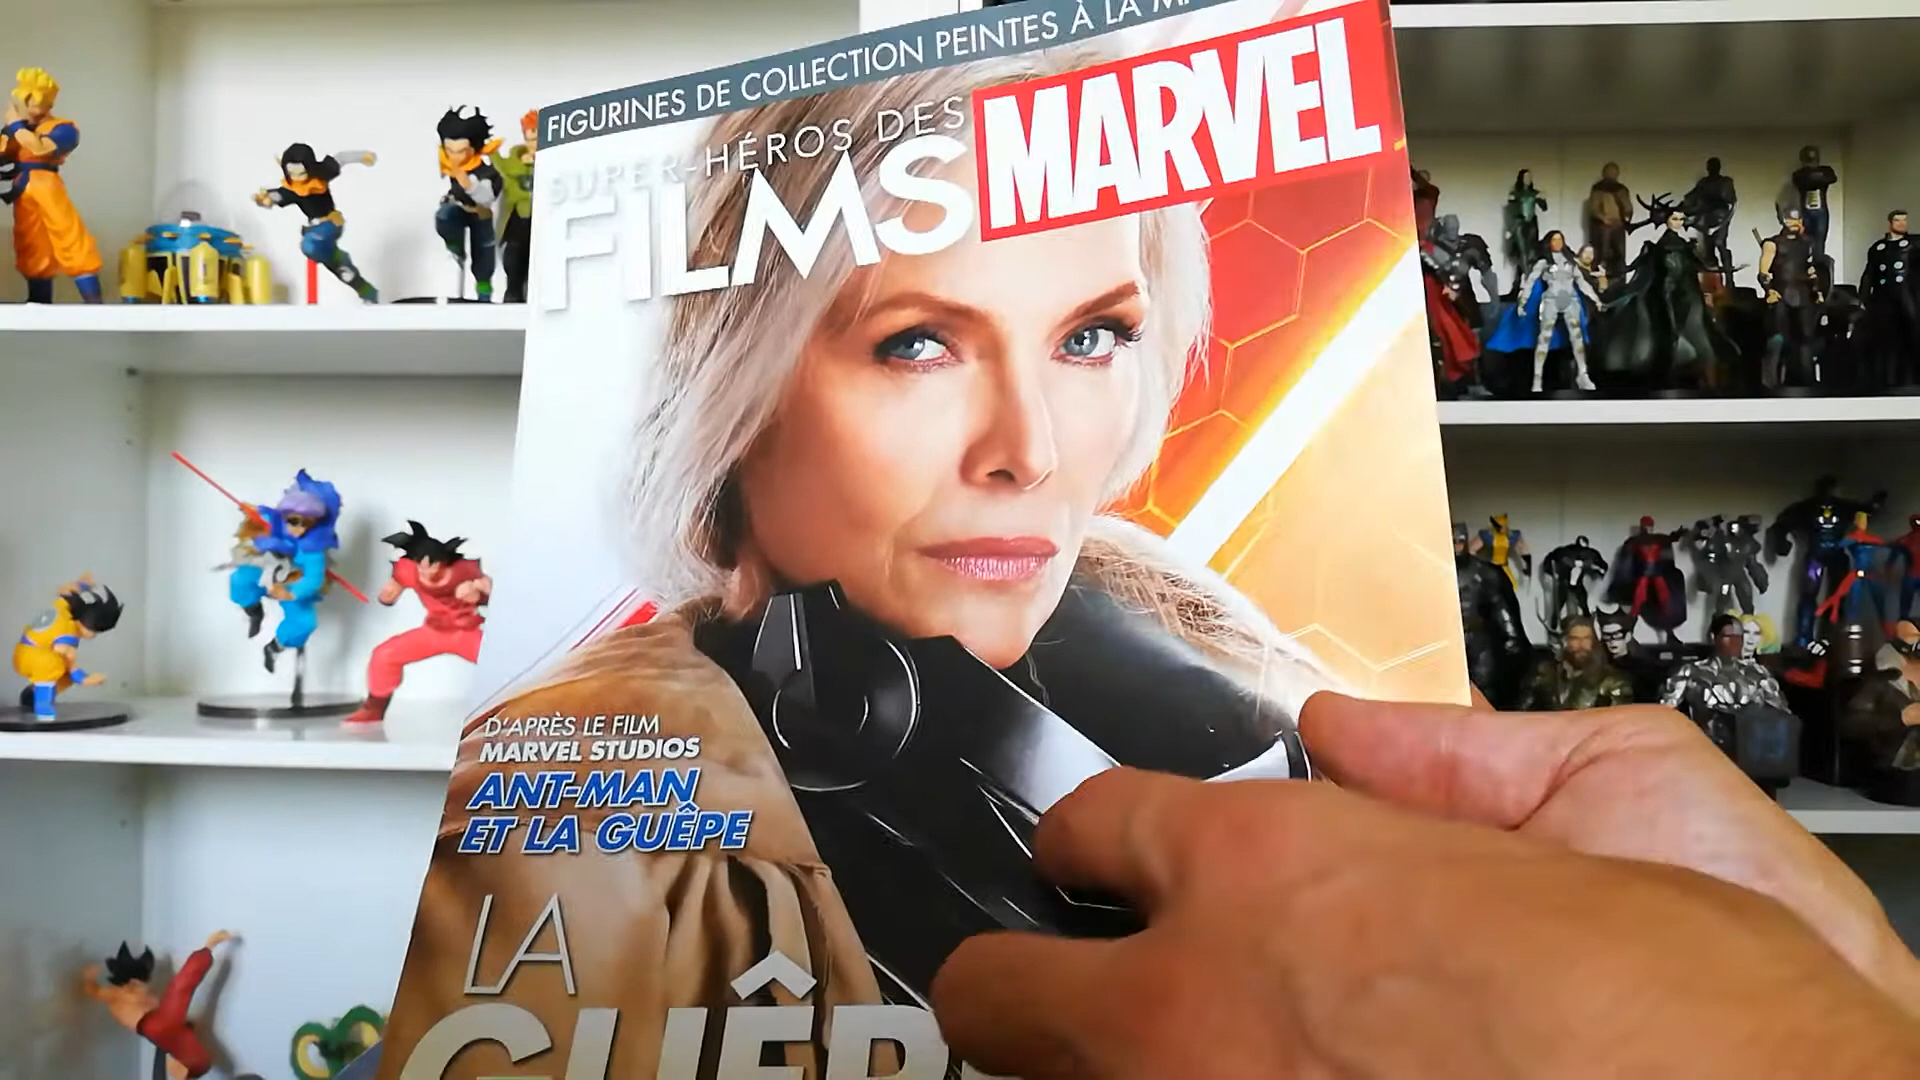 FIGURINES DE COLLECTION PEINTES À LA
SUPER-HÉROS DES
FILMS MARVEL
D'APRÈS LE FILM
MARVEL STUDIOS
ANT-MAN
ET LA GUÊPE
LA